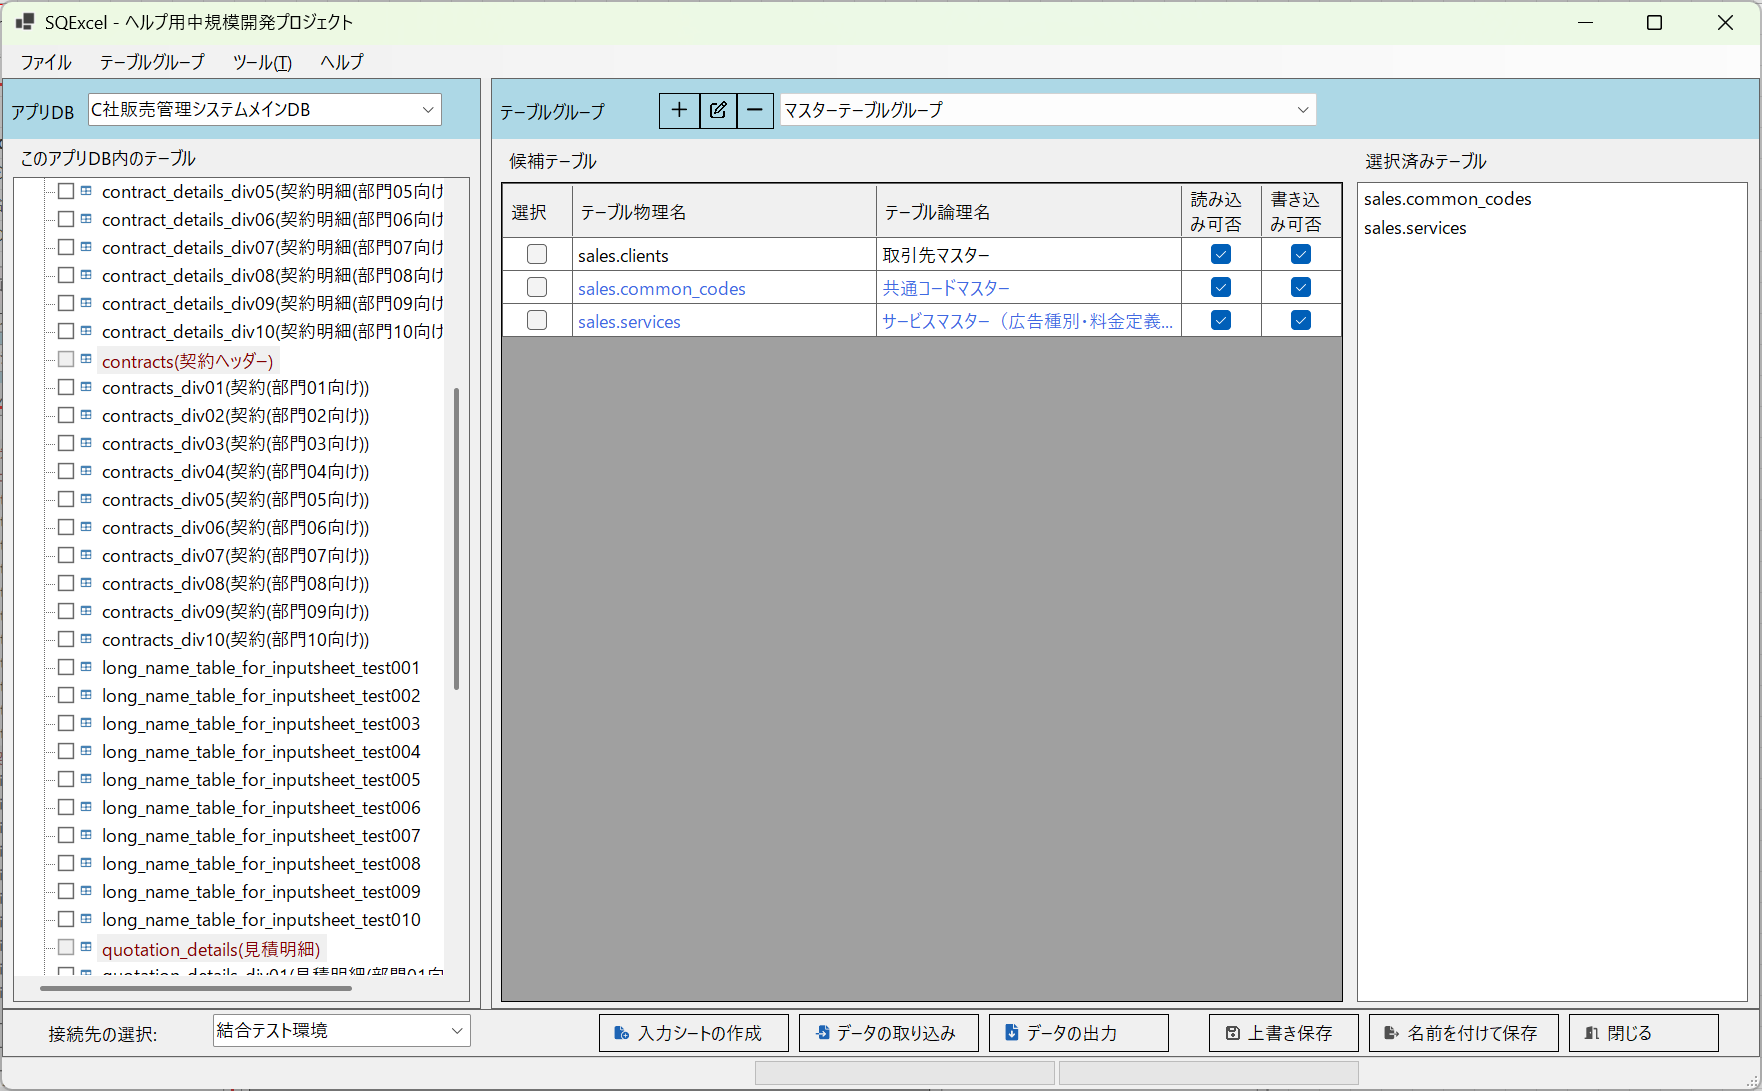 SQExcel - ヘルプ用中規模開発プロジェクト
ファイル テーブルグループ ツール(T) ヘルプ
アプリDB C社販売管理システムメインDB
このアプリDB内のテーブル
contract_details_div05(契約明細(部門05向け
contract_details_div06(契約明細(部門06向け
contract_details_div07(契約明細(部門07向け
contract_details_div08(契約明細(部門08向け
contract_details_div09(契約明細(部門09向け
contract_details_div10(契約明細(部門10向け
contracts(契約ヘッダー)
contracts_div01(契約(部門01向け))
contracts_div02(契約(部門02向け))
contracts_div03(契約(部門03向け))
contracts_div04(契約(部門04向け))
contracts_div05(契約(部門05向け))
contracts_div06(契約(部門06向け))
contracts_div07(契約(部門07向け))
contracts_div08(契約(部門08向け))
contracts_div09(契約(部門09向け))
contracts_div10(契約(部門10向け))
long_name_table_for_inputsheet_test001
long_name_table_for_inputsheet_test002
long_name_table_for_inputsheet_test003
long_name_table_for_inputsheet_test004
long_name_table_for_inputsheet_test005
long_name_table_for_inputsheet_test006
long_name_table_for_inputsheet_test007
long_name_table_for_inputsheet_test008
long_name_table_for_inputsheet_test009
long_name_table_for_inputsheet_test010
quotation_details(見積明細)
quotation_details_div01(見積明細(部門01向
テーブルグループ マスターテーブルグループ
候補テーブル
選択 テーブル物理名 テーブル論理名 読み込み可否 書き込み可否
sales.clients 取引先マスター
sales.common_codes 共通コードマスター
sales.services サービスマスター（広告種別・料金定義...
選択済みテーブル
sales.common_codes
sales.services
接続先の選択: 結合テスト環境
入力シートの作成 データの取り込み データの出力 上書き保存 名前を付けて保存 閉じる